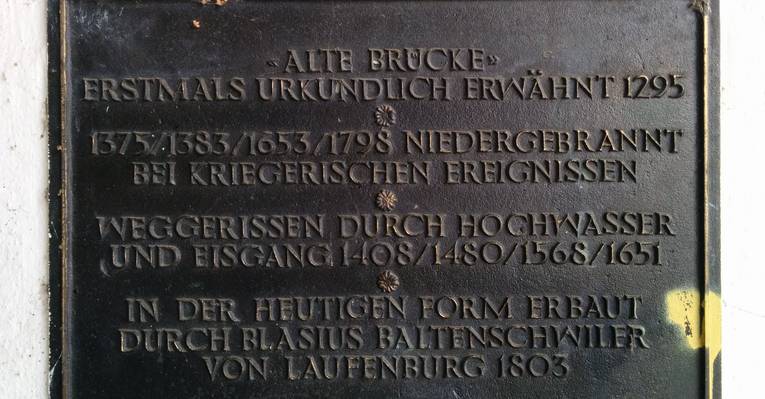 «ALTE BRÜCKE»
ERSTMALS URKUNDLICH ERWÄHNT 1295
1375/1383/1653/1798 NIEDERGEBRANNT
BEI KRIEGERISCHEN EREIGNISSEN
WEGGERISSEN DURCH HOCHWASSER
UND EISGANG 1408/1480/1568/1651
IN DER HEUTIGEN FORM ERBAUT
DURCH BLASIUS BALTENSCHWILER
VON LAUFENBURG 1803